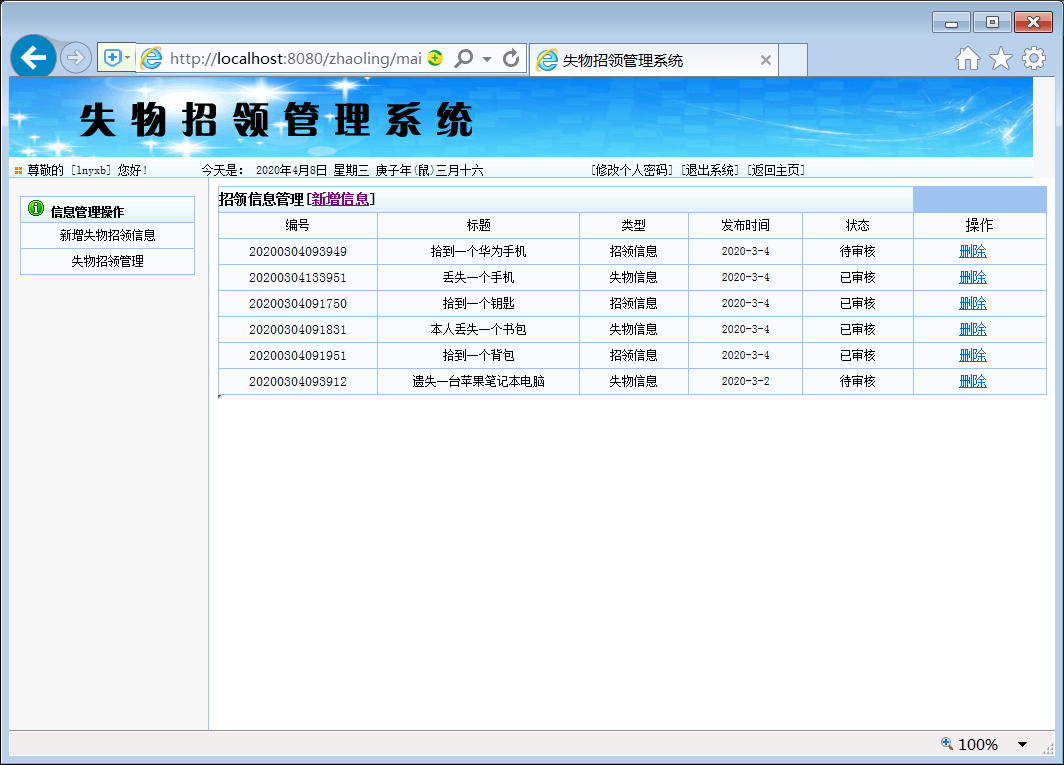 http://localhost:8080/zhaoling/mai
失物招领管理系统
失物招领管理系统
尊敬的 [lnyxb] 您好! 今天是: 2020年4月8日 星期三 庚子年(鼠)三月十六 [修改个人密码] [退出系统] [返回主页]
信息管理操作
新增失物招领信息
失物招领管理
招领信息管理[新增信息]
编号 标题 类型 发布时间 状态 操作
20200304093949 拾到一个华为手机 招领信息 2020-3-4 待审核 删除
20200304133951 丢失一个手机 失物信息 2020-3-4 已审核 删除
20200304091750 拾到一个钥匙 招领信息 2020-3-4 已审核 删除
20200304091831 本人丢失一个书包 失物信息 2020-3-4 已审核 删除
20200304091951 拾到一个背包 招领信息 2020-3-4 已审核 删除
20200304093912 遗失一台苹果笔记本电脑 失物信息 2020-3-2 待审核 删除
100%